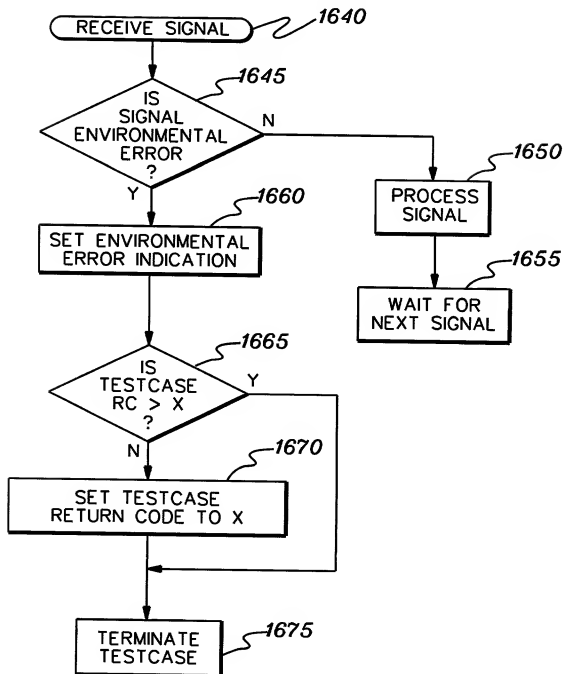 RECEIVE SIGNAL
1640
1645
IS
SIGNAL
ENVIRONMENTAL
ERROR
?
N
Y
1650
PROCESS
SIGNAL
1655
WAIT FOR
NEXT SIGNAL
1660
SET ENVIRONMENTAL
ERROR INDICATION
1665
IS
TESTCASE
RC > X
?
Y
N
1670
SET TESTCASE
RETURN CODE TO X
1675
TERMINATE
TESTCASE